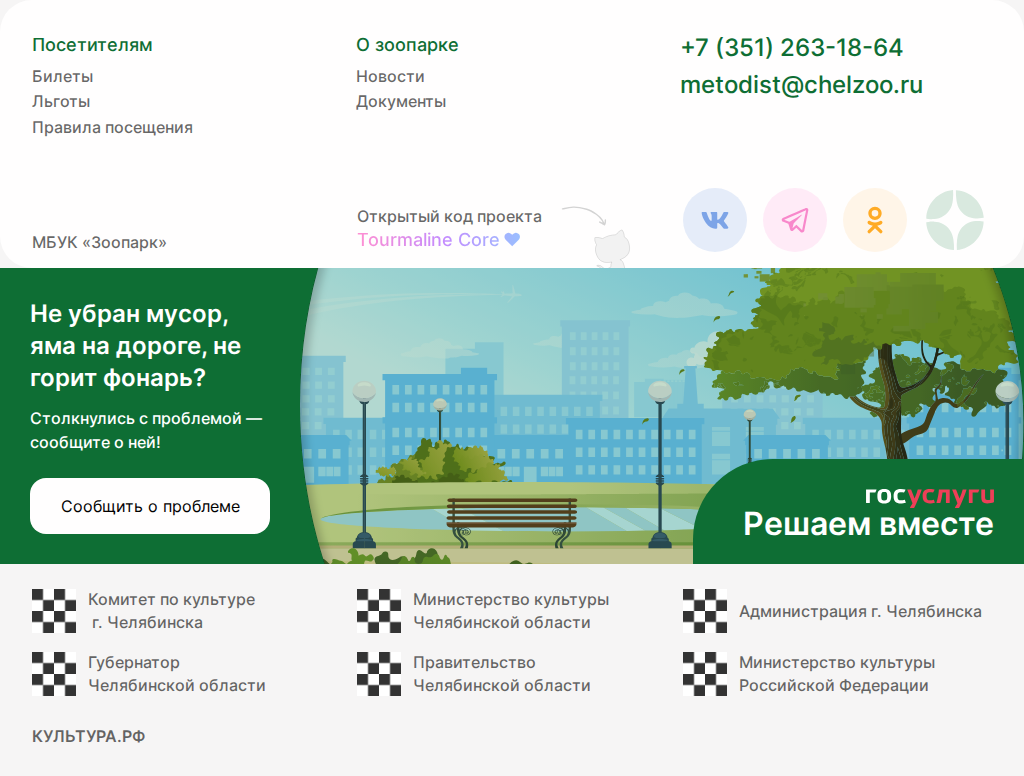 Посетителям
Билеты
Льготы
Правила посещения
О зоопарке
Новости
Документы
+7 (351) 263-18-64
metodist@chelzoo.ru
МБУК «Зоопарк»
Открытый код проекта
Tourmaline Core
Не убран мусор,
яма на дороге, не
горит фонарь?
Столкнулись с проблемой —
сообщите о ней!
Сообщить о проблеме
госуслуги
Решаем вместе
Комитет по культуре
г. Челябинска
Министерство культуры
Челябинской области
Администрация г. Челябинска
Губернатор
Челябинской области
Правительство
Челябинской области
Министерство культуры
Российской Федерации
КУЛЬТУРА.РФ